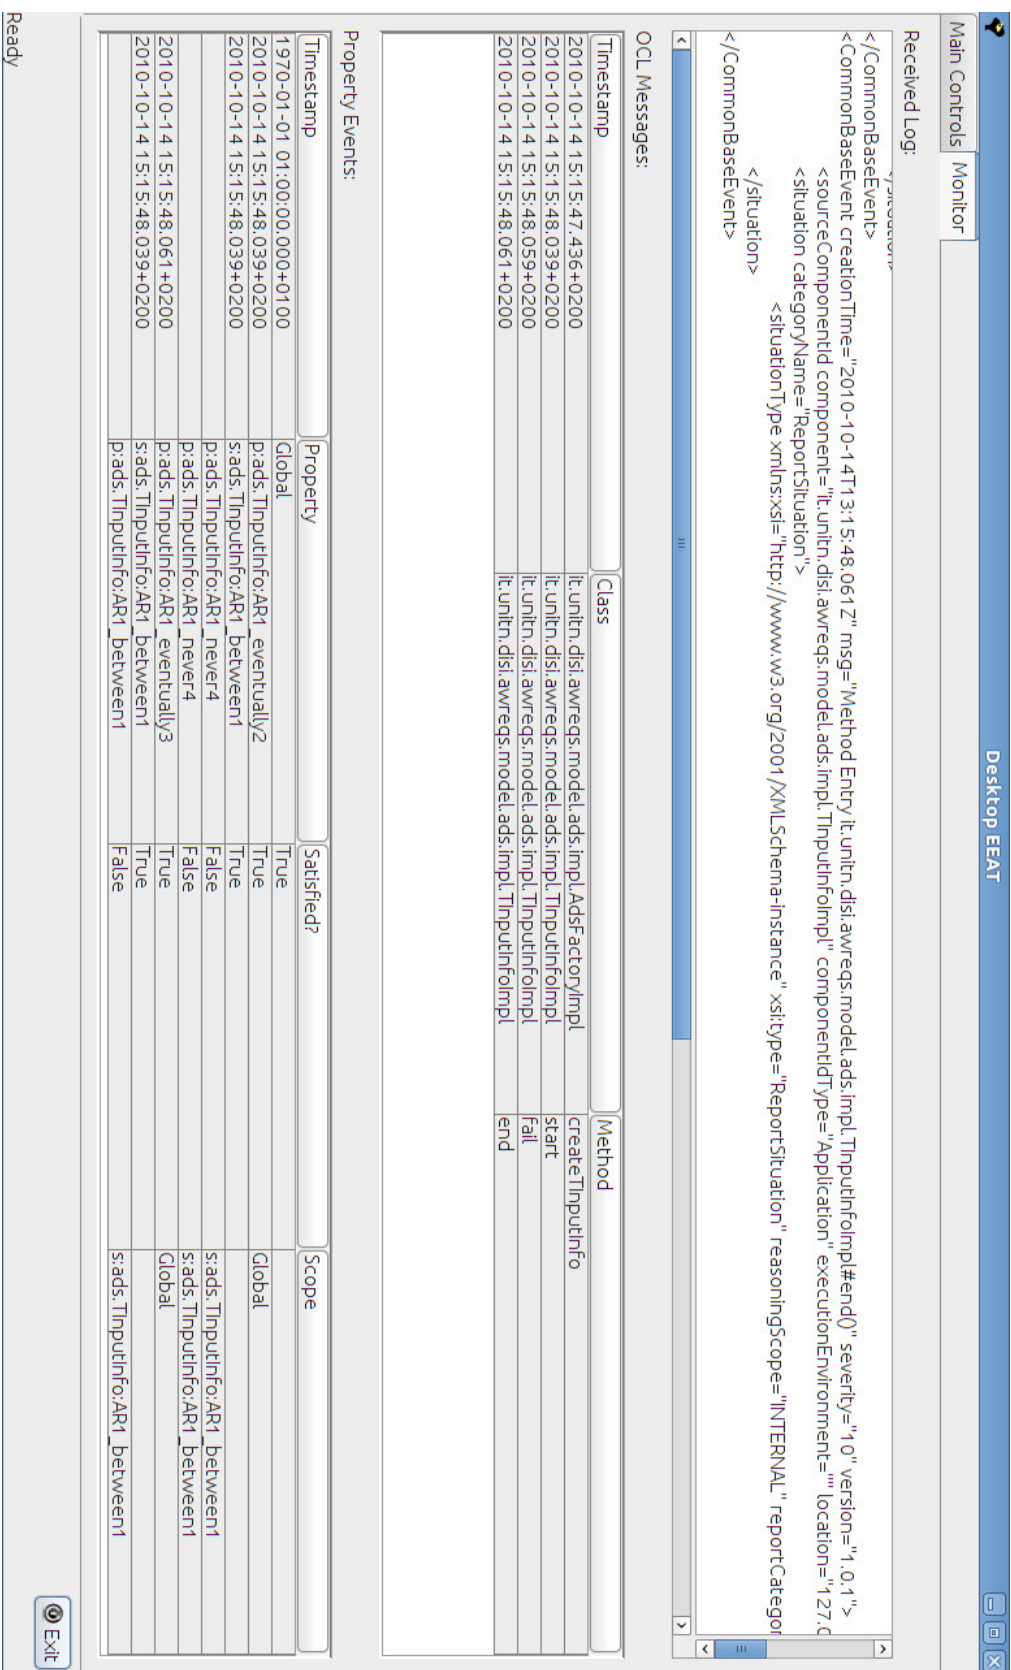 Desktop EEAT
Main Controls Monitor
Received Log:
</situation>
</CommonBaseEvent>
<CommonBaseEvent creationTime="2010-10-14T13:15:48.061Z" msg="Method Entry it.unitn.disi.awreqs.model.ads.impl.TInputInfoImpl#end()" severity="10" version="1.0.1">
<sourceComponentId component="it.unitn.disi.awreqs.model.ads.impl.TInputInfoImpl" componentIdType="Application" executionEnvironment="" location="127.0
<situation categoryName="ReportSituation">
<situationType xmlns:xsi="http://www.w3.org/2001/XMLSchema-instance" xsi:type="ReportSituation" reasoningScope="INTERNAL" reportCategor
</situation>
</CommonBaseEvent>
OCL Messages:
Timestamp Class Method
2010-10-14 15:15:47.436+0200 it.unitn.disi.awreqs.model.ads.impl.AdsFactoryImpl createTInputInfo
2010-10-14 15:15:48.039+0200 it.unitn.disi.awreqs.model.ads.impl.TInputInfoImpl start
2010-10-14 15:15:48.059+0200 it.unitn.disi.awreqs.model.ads.impl.TInputInfoImpl fail
2010-10-14 15:15:48.061+0200 it.unitn.disi.awreqs.model.ads.impl.TInputInfoImpl end
Property Events:
Timestamp Property Satisfied? Scope
1970-01-01 01:00:00.000+0100 Global True
2010-10-14 15:15:48.039+0200 p:ads.TInputInfo:AR1_eventually2 True Global
2010-10-14 15:15:48.039+0200 s:ads.TInputInfo:AR1_between1 True
p:ads.TInputInfo:AR1_never4 False s:ads.TInputInfo:AR1_between1
p:ads.TInputInfo:AR1_never4 False s:ads.TInputInfo:AR1_between1
2010-10-14 15:15:48.061+0200 p:ads.TInputInfo:AR1_eventually3 True Global
2010-10-14 15:15:48.039+0200 s:ads.TInputInfo:AR1_between1 True
p:ads.TInputInfo:AR1_between1 False s:ads.TInputInfo:AR1_between1
Exit
Ready